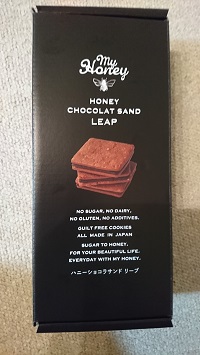 My
Honey
HONEY
CHOCOLAT SAND
LEAP
NO SUGAR, NO DAIRY,
NO GLUTEN, NO ADDITIVES.
GUILT FREE COOKIES
ALL MADE IN JAPAN
SUGAR TO HONEY.
FOR YOUR BEAUTIFUL LIFE.
EVERYDAY WITH MY HONEY.
ハニーショコラサンド リープ